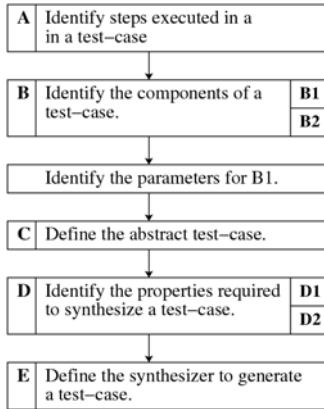 A Identify steps executed in a
in a test−case
B Identify the components of a B1
test−case. B2
Identify the parameters for B1.
C Define the abstract test−case.
D Identify the properties required D1
to synthesize a test−case. D2
E Define the synthesizer to generate
a test−case.